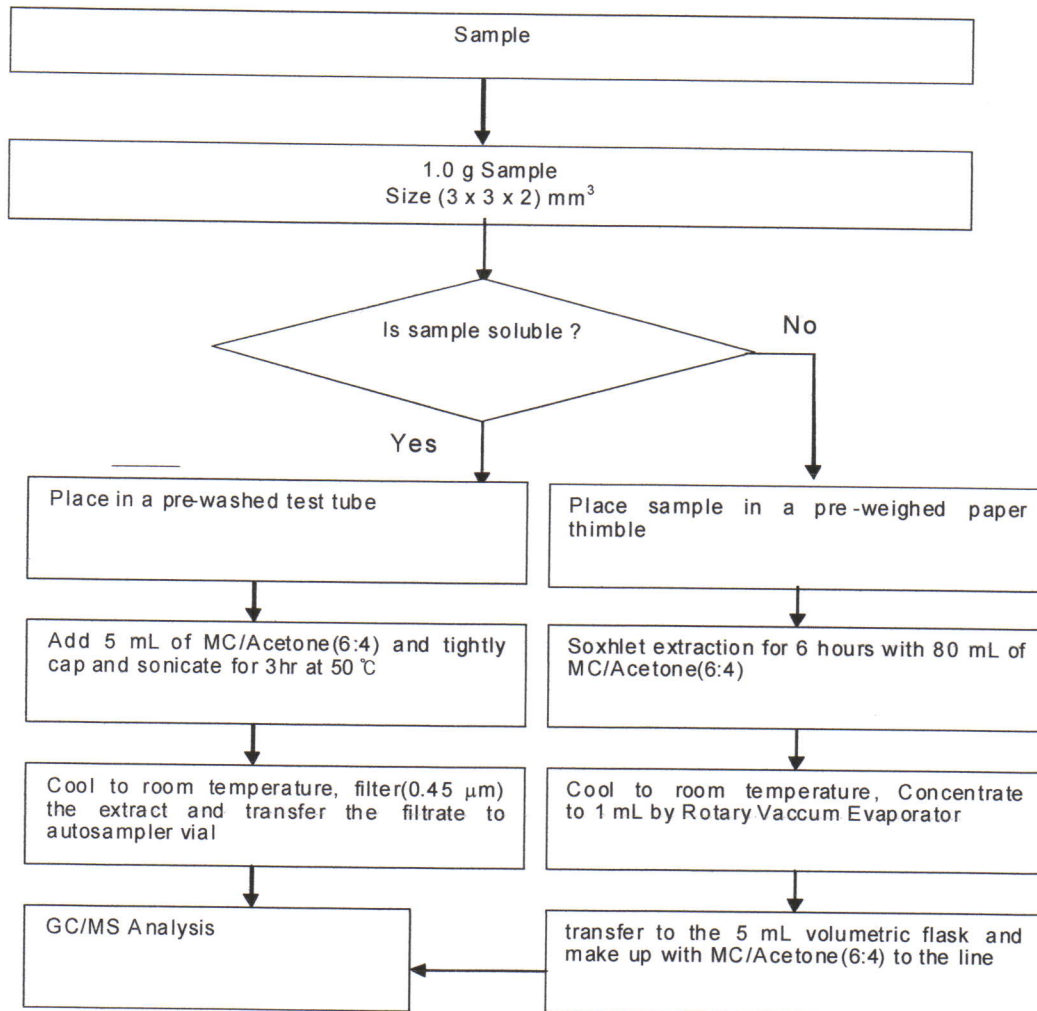 Sample
1.0 g Sample
Size (3 x 3 x 2) mm³
Is sample soluble ?
No
Yes
Place in a pre-washed test tube
Place sample in a pre-weighed paper
thimble
Add 5 mL of MC/Acetone(6:4) and tightly
cap and sonicate for 3hr at 50 ℃
Soxhlet extraction for 6 hours with 80 mL of
MC/Acetone(6:4)
Cool to room temperature, filter(0.45 μm)
the extract and transfer the filtrate to
autosampler vial
Cool to room temperature, Concentrate
to 1 mL by Rotary Vaccum Evaporator
GC/MS Analysis
transfer to the 5 mL volumetric flask and
make up with MC/Acetone(6:4) to the line